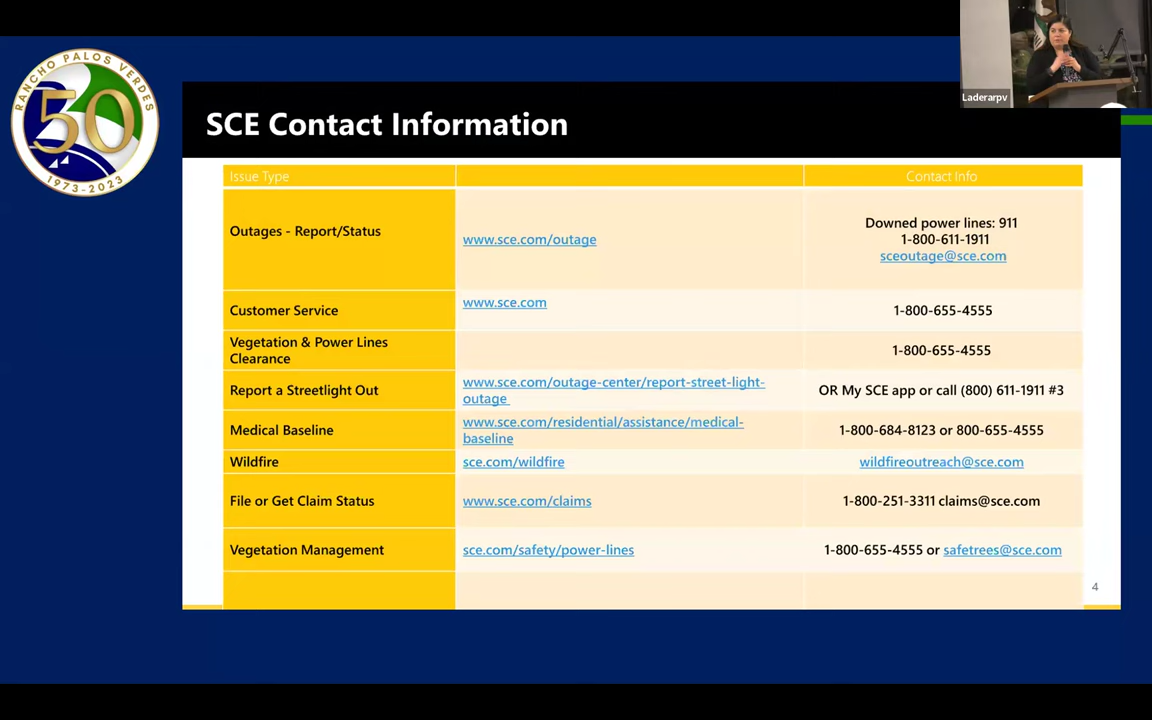 RANCHO PALOS VERDES
50
1973-2023
Laderarpv
SCE Contact Information
Issue Type
Contact Info
Outages - Report/Status
www.sce.com/outage
Downed power lines: 911
1-800-611-1911
sceoutage@sce.com
Customer Service
www.sce.com
1-800-655-4555
Vegetation & Power Lines
Clearance
1-800-655-4555
Report a Streetlight Out
www.sce.com/outage-center/report-street-light-
outage
OR My SCE app or call (800) 611-1911 #3
Medical Baseline
www.sce.com/residential/assistance/medical-
baseline
1-800-684-8123 or 800-655-4555
Wildfire
sce.com/wildfire
wildfireoutreach@sce.com
File or Get Claim Status
www.sce.com/claims
1-800-251-3311 claims@sce.com
Vegetation Management
sce.com/safety/power-lines
1-800-655-4555 or safetrees@sce.com
4